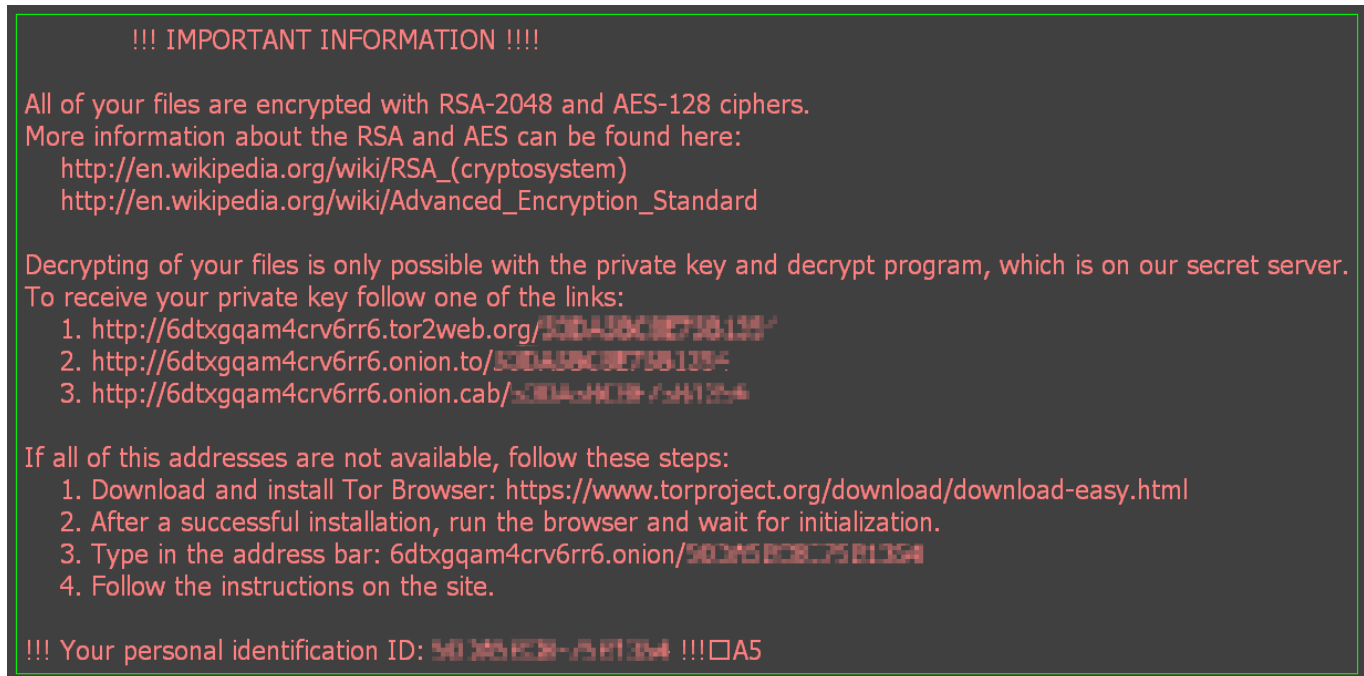 !!! IMPORTANT INFORMATION !!!!
All of your files are encrypted with RSA-2048 and AES-128 ciphers.
More information about the RSA and AES can be found here:
http://en.wikipedia.org/wiki/RSA_(cryptosystem)
http://en.wikipedia.org/wiki/Advanced_Encryption_Standard
Decrypting of your files is only possible with the private key and decrypt program, which is on our secret server.
To receive your private key follow one of the links:
1. http://6dtxgqam4crv6rr6.tor2web.org/
2. http://6dtxgqam4crv6rr6.onion.to/
3. http://6dtxgqam4crv6rr6.onion.cab/
If all of this addresses are not available, follow these steps:
1. Download and install Tor Browser: https://www.torproject.org/download/download-easy.html
2. After a successful installation, run the browser and wait for initialization.
3. Type in the address bar: 6dtxgqam4crv6rr6.onion/
4. Follow the instructions on the site.
!!! Your personal identification ID: !!!□A5